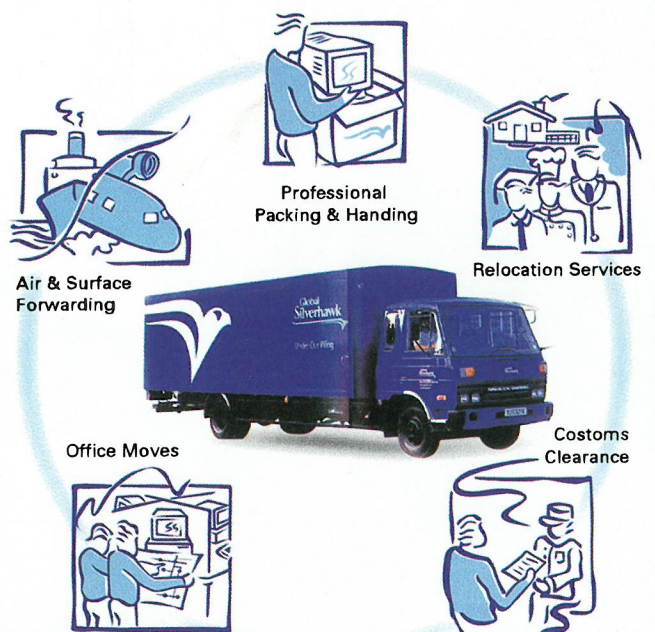 Professional
Packing & Handing
Air & Surface
Forwarding
Relocation Services
Global
Silverhawk
Under Our Wing
Office Moves
Costoms
Clearance